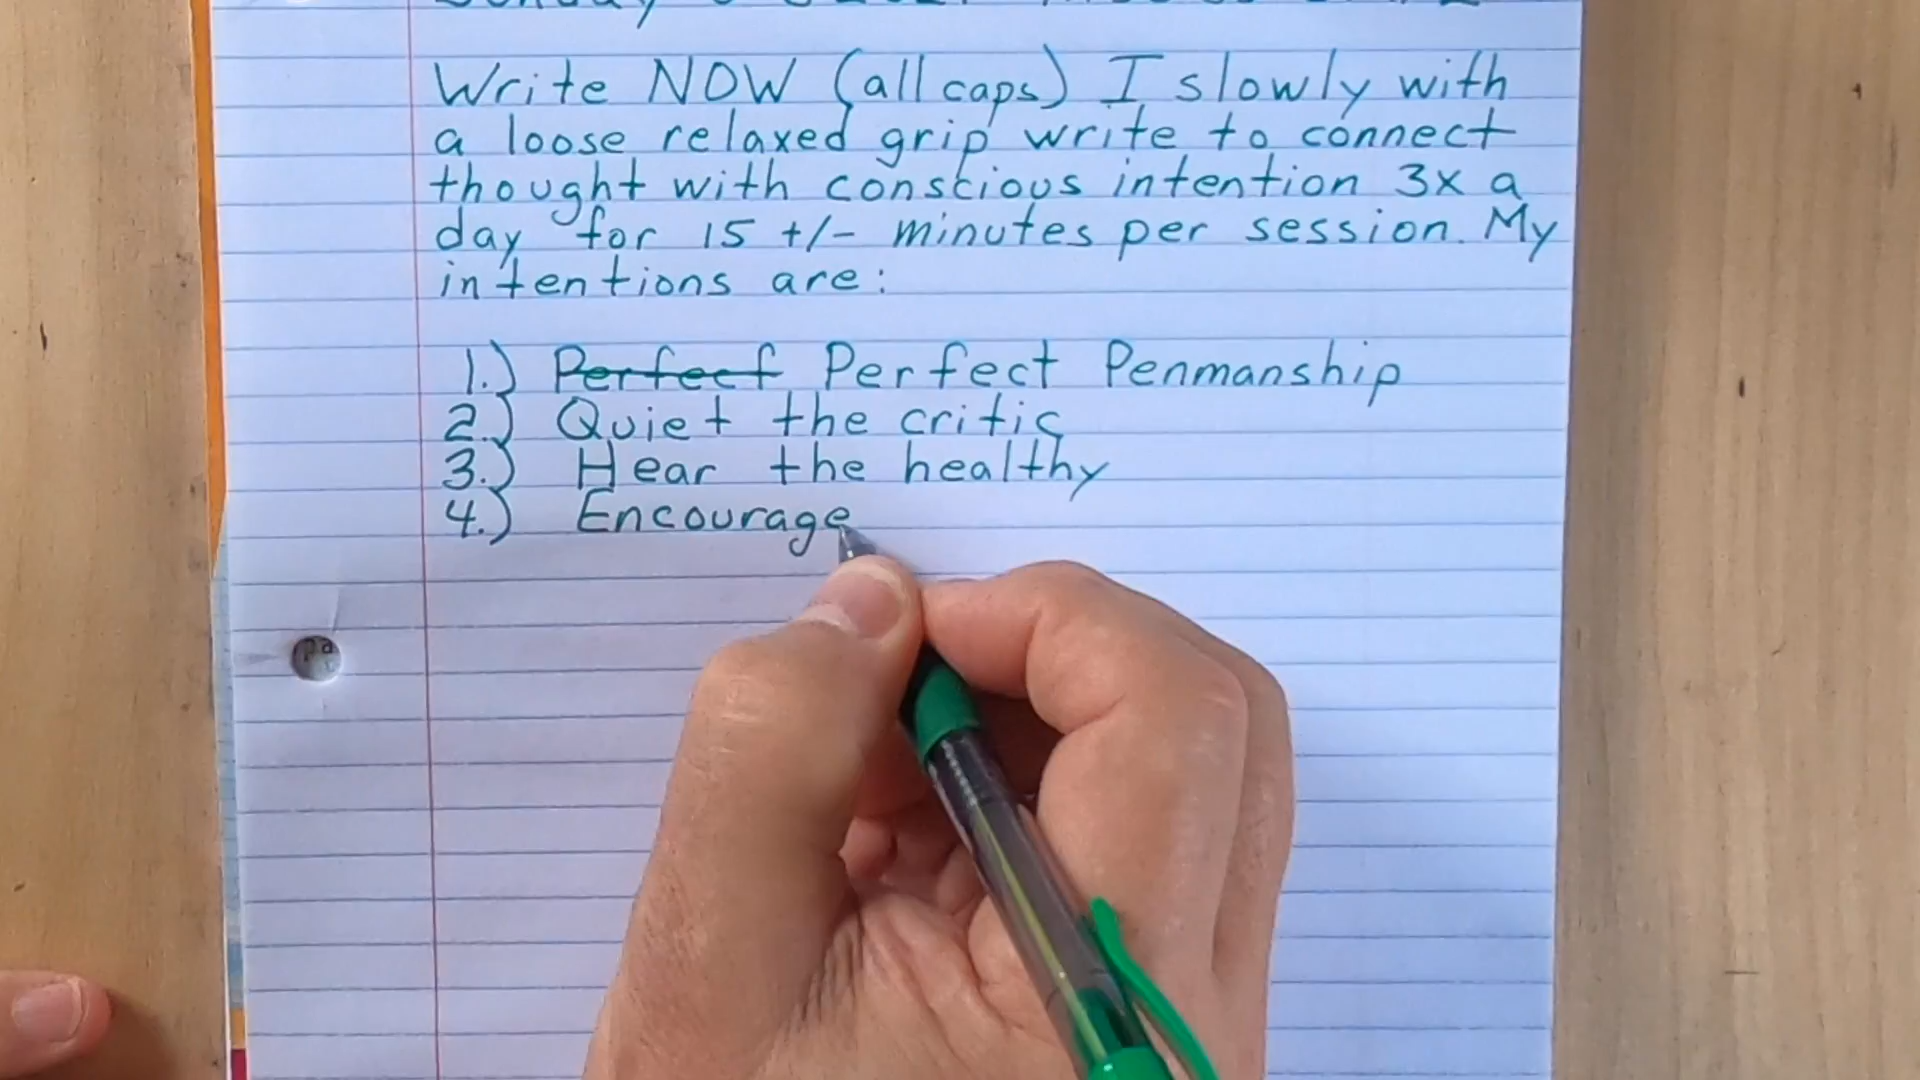 Write NOW (all caps) I slowly with
a loose relaxed grip write to connect
thought with conscious intention 3x a
day for 15 +/- minutes per session. My
intentions are:
1.) Perfect Perfect Penmanship
2.) Quiet the critic
3.) Hear the healthy
4.) Encourage